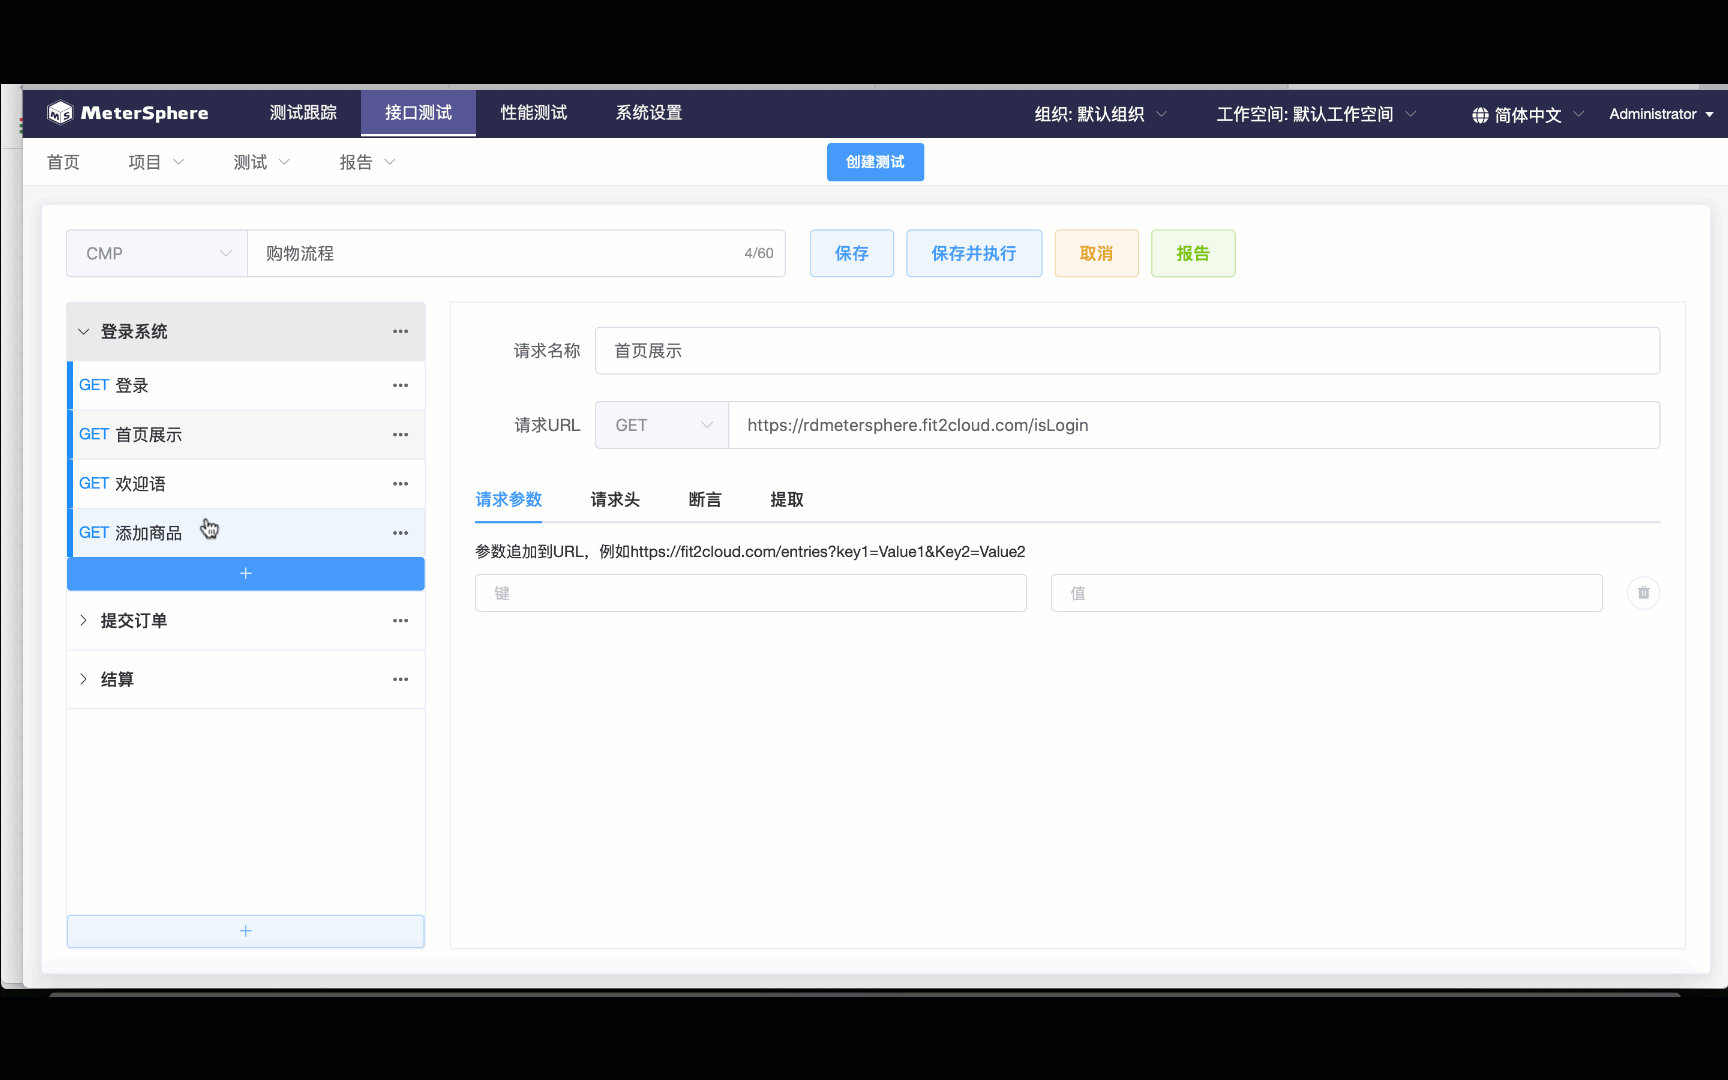 MeterSphere 测试跟踪 接口测试 性能测试 系统设置 组织: 默认组织 工作空间: 默认工作空间 简体中文 Administrator
首页 项目 测试 报告 创建测试
CMP 购物流程 4/60 保存 保存并执行 取消 报告
登录系统
GET 登录
GET 首页展示
GET 欢迎语
GET 添加商品
+
提交订单
结算
+
请求名称 首页展示
请求URL GET https://rdmetersphere.fit2cloud.com/isLogin
请求参数 请求头 断言 提取
参数追加到URL，例如https://fit2cloud.com/entries?key1=Value1&Key2=Value2
键 值